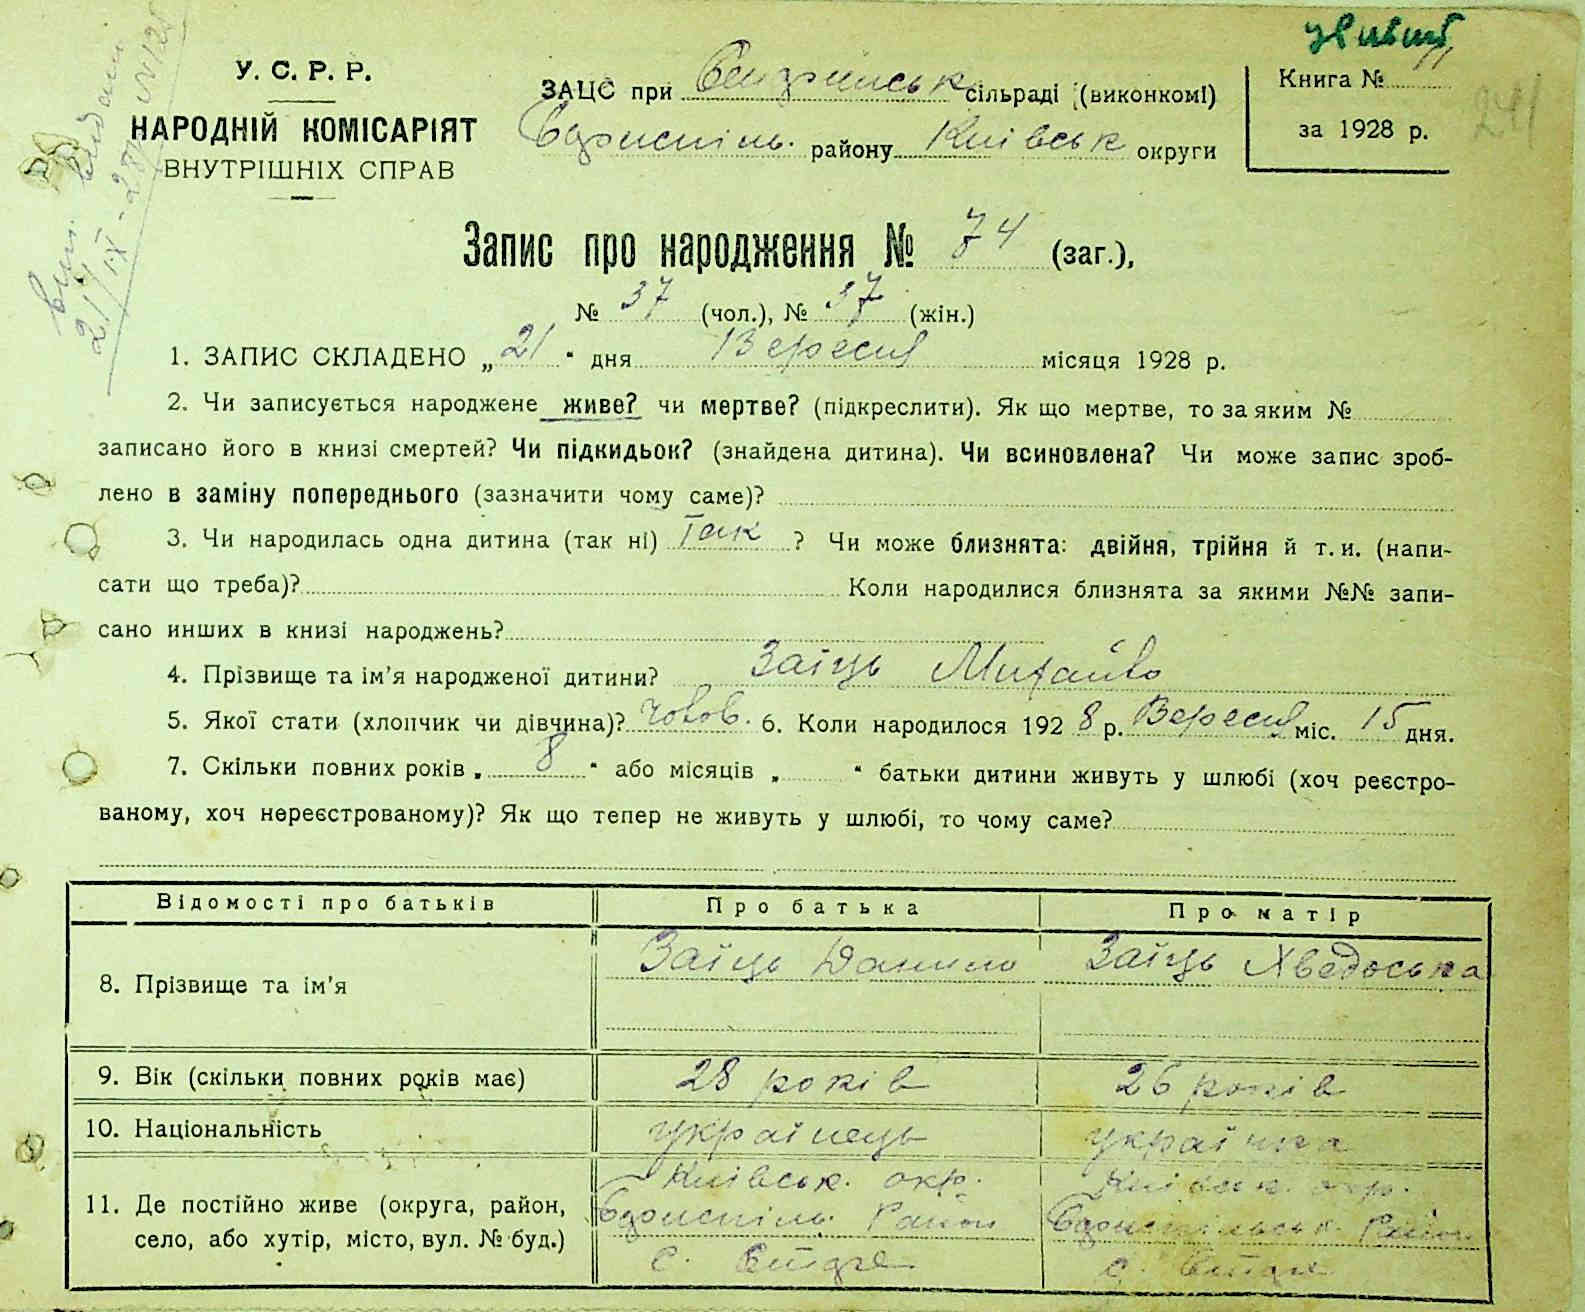 У. С. Р. Р.
НАРОДНІЙ КОМІСАРІЯТ
ВНУТРІШНІХ СПРАВ
ЗАЦС при сільраді (виконкомі)
Бориспіль. району Київськ округи
Книга № 11
за 1928 р.
241
Запис про народження № 74 (заг.),
№ 37 (чол.), № 37 (жін.)
1. ЗАПИС СКЛАДЕНО „21“ дня Вересня місяця 1928 р.
2. Чи записується народжене живе? чи мертве? (підкреслити). Як що мертве, то за яким №
записано його в книзі смертей? Чи підкидьок? (знайдена дитина). Чи всиновлена? Чи може запис зроб-
лено в заміну попереднього (зазначити чому саме)?
3. Чи народилась одна дитина (так ні) Так ? Чи може близнята: двійня, трійня й т. и. (напи-
сати що треба)? Коли народилися близнята за якими №№ запи-
сано инших в книзі народжень?
4. Прізвище та ім’я народженої дитини? Заїць Михайло
5. Якої стати (хлопчик чи дівчина)? Чолов. 6. Коли народилося 1928 р. Вересня міс. 15 дня.
7. Скільки повних років „ 8 “ або місяців „ “ батьки дитини живуть у шлюбі (хоч реєстро-
ваному, хоч нереєстрованому)? Як що тепер не живуть у шлюбі, то чому саме?
Відомості про батьків Про батька Про матір
8. Прізвище та ім’я Заїць Данило Заїць Хведоська
9. Вік (скільки повних років має) 28 років 26 років
10. Національність українець українка
11. Де постійно живе (округа, район, Київськ. окр. Київськ. окр.
село, або хутір, місто, вул. № буд.) Бориспіль. Район Бориспільськ. Район
с. с.